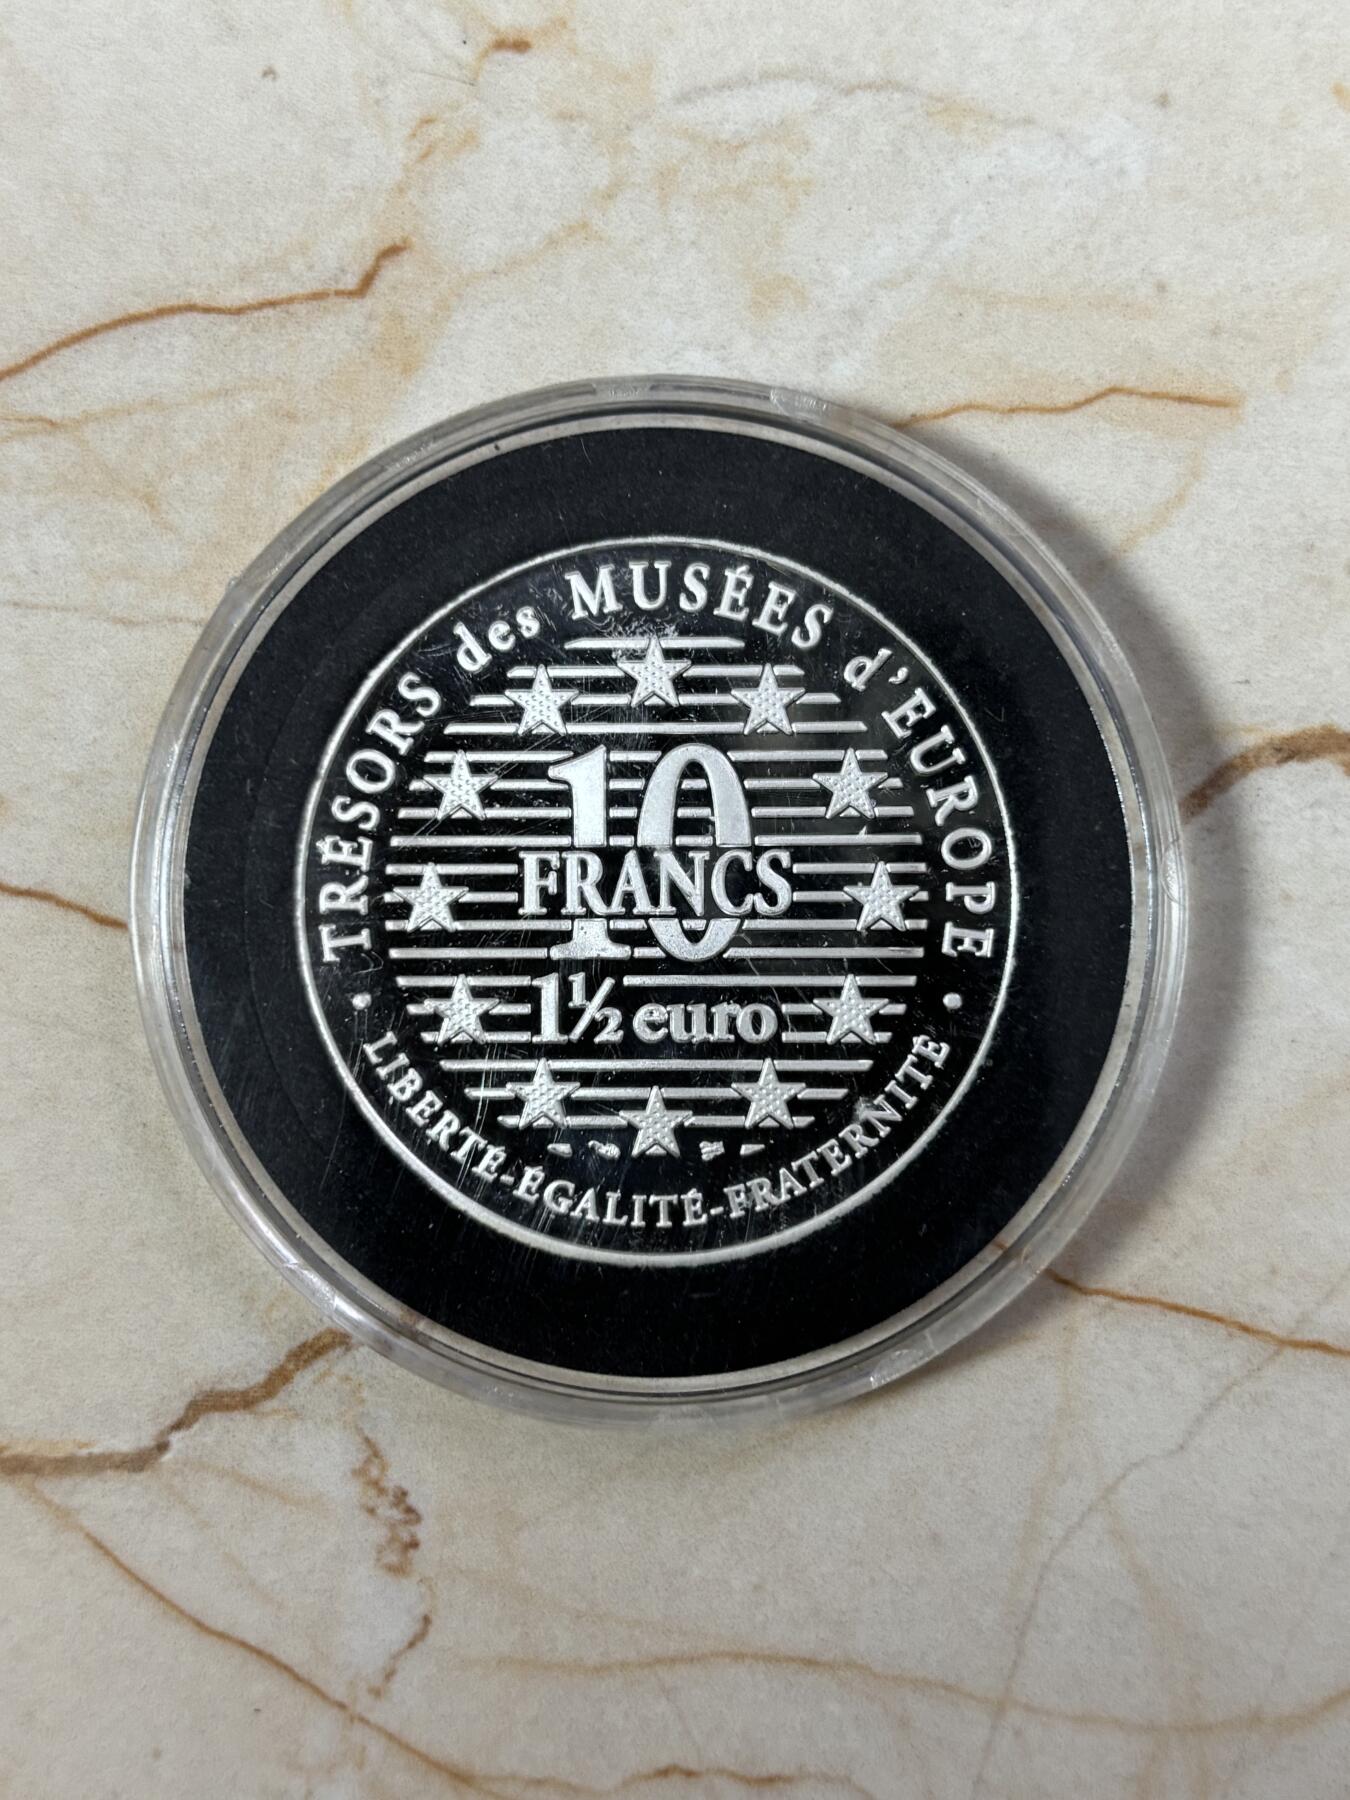 TRÉSORS des MUSÉES d'EUROPE
10
FRANCS
1½ euro
• LIBERTÉ-ÉGALITÉ-FRATERNITÉ •